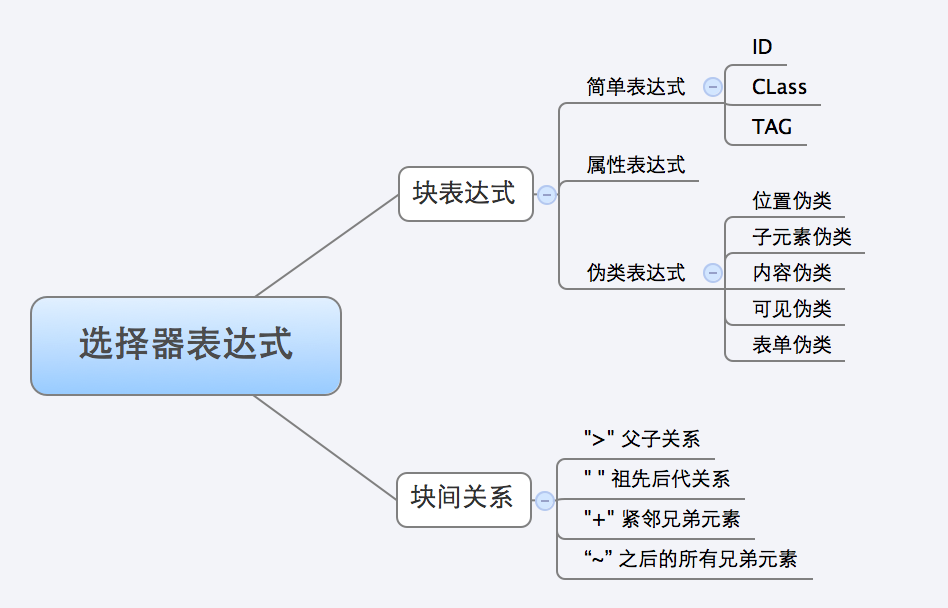 选择器表达式
块表达式
简单表达式
ID
CLass
TAG
属性表达式
伪类表达式
位置伪类
子元素伪类
内容伪类
可见伪类
表单伪类
块间关系
">" 父子关系
" " 祖先后代关系
"+" 紧邻兄弟元素
“~” 之后的所有兄弟元素